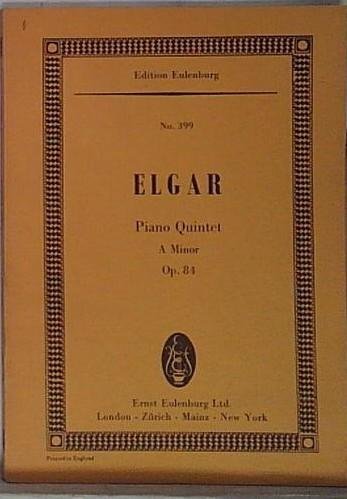 Edition Eulenburg
No. 399
ELGAR
Piano Quintet
A Minor
Op. 84
Ernst Eulenburg Ltd.
London - Zürich - Mainz - New York
Printed in England